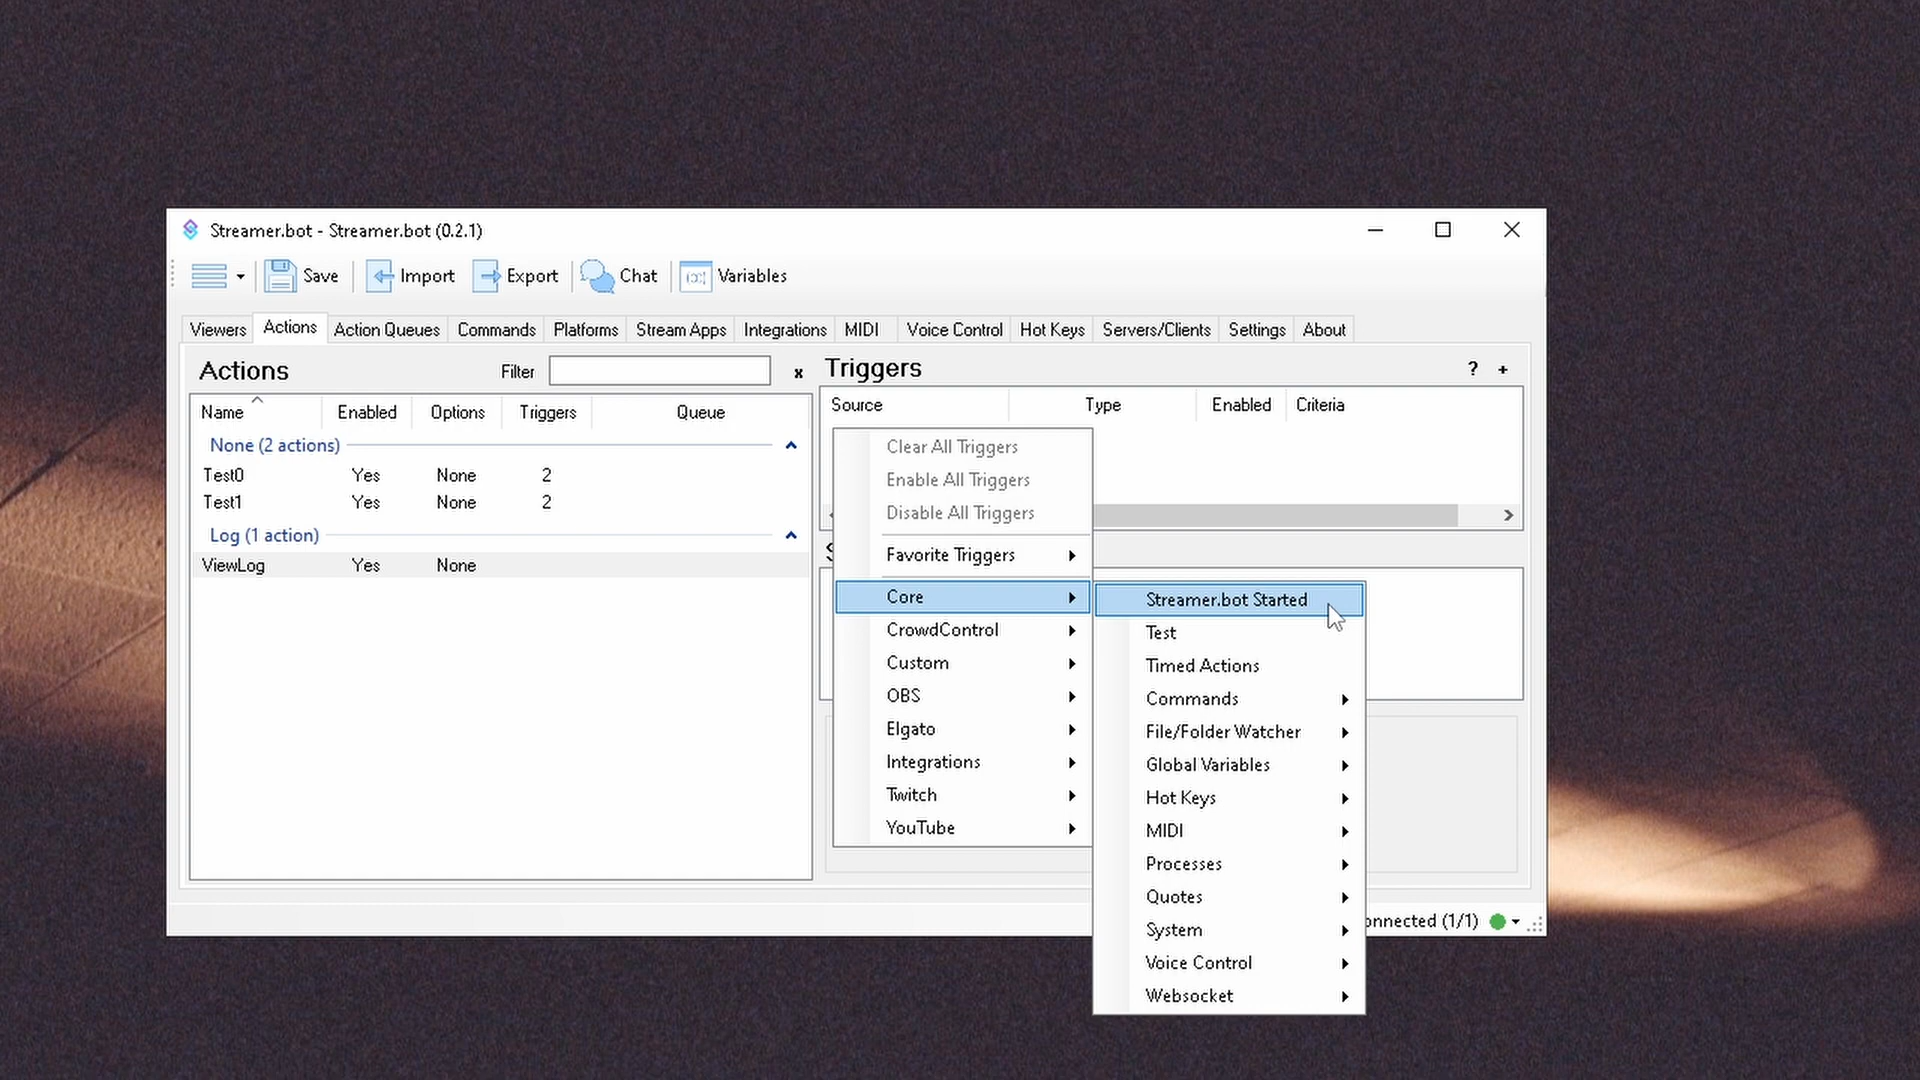 Streamer.bot - Streamer.bot (0.2.1)
Save
Import
Export
Chat
Variables
Viewers
Actions
Action Queues
Commands
Platforms
Stream Apps
Integrations
MIDI
Voice Control
Hot Keys
Servers/Clients
Settings
About
Actions
Filter
x
Name Enabled Options Triggers Queue
None (2 actions)
Test0 Yes None 2
Test1 Yes None 2
Log (1 action)
ViewLog Yes None
Triggers
? +
Source Type Enabled Criteria
Clear All Triggers
Enable All Triggers
Disable All Triggers
Favorite Triggers
Core
CrowdControl
Custom
OBS
Elgato
Integrations
Twitch
YouTube
Streamer.bot Started
Test
Timed Actions
Commands
File/Folder Watcher
Global Variables
Hot Keys
MIDI
Processes
Quotes
System
Voice Control
Websocket
onnected (1/1)